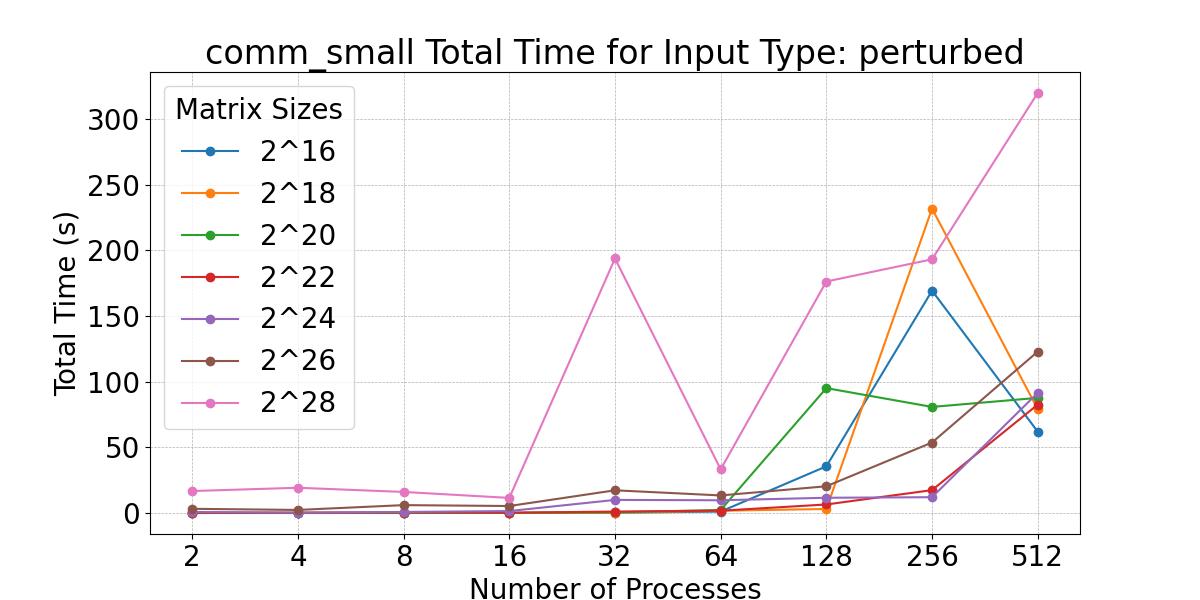 comm_small Total Time for Input Type: perturbed
Matrix Sizes
2^16
2^18
2^20
2^22
2^24
2^26
2^28
Total Time (s)
300
250
200
150
100
50
0
2 4 8 16 32 64 128 256 512
Number of Processes